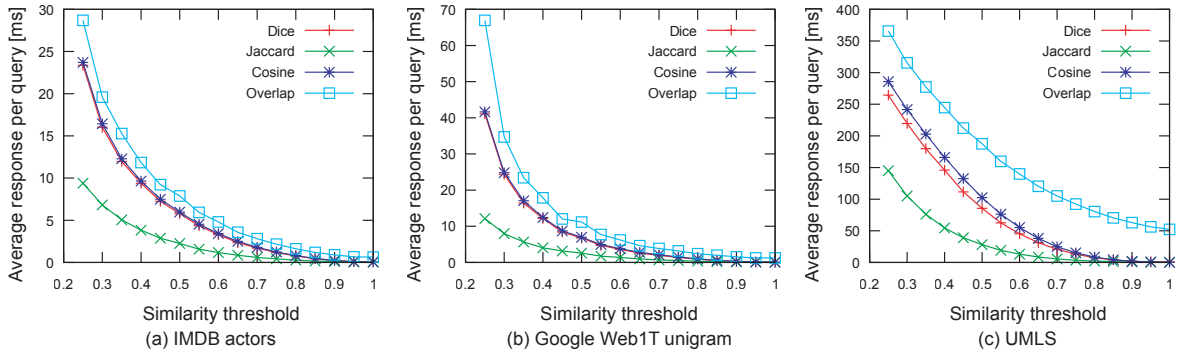 Average response per query [ms]
30
25
20
15
10
5
0
Dice
Jaccard
Cosine
Overlap
0.2 0.3 0.4 0.5 0.6 0.7 0.8 0.9 1
Similarity threshold
(a) IMDB actors
Average response per query [ms]
70
60
50
40
30
20
10
0
Dice
Jaccard
Cosine
Overlap
0.2 0.3 0.4 0.5 0.6 0.7 0.8 0.9 1
Similarity threshold
(b) Google Web1T unigram
Average response per query [ms]
400
350
300
250
200
150
100
50
0
Dice
Jaccard
Cosine
Overlap
0.2 0.3 0.4 0.5 0.6 0.7 0.8 0.9 1
Similarity threshold
(c) UMLS